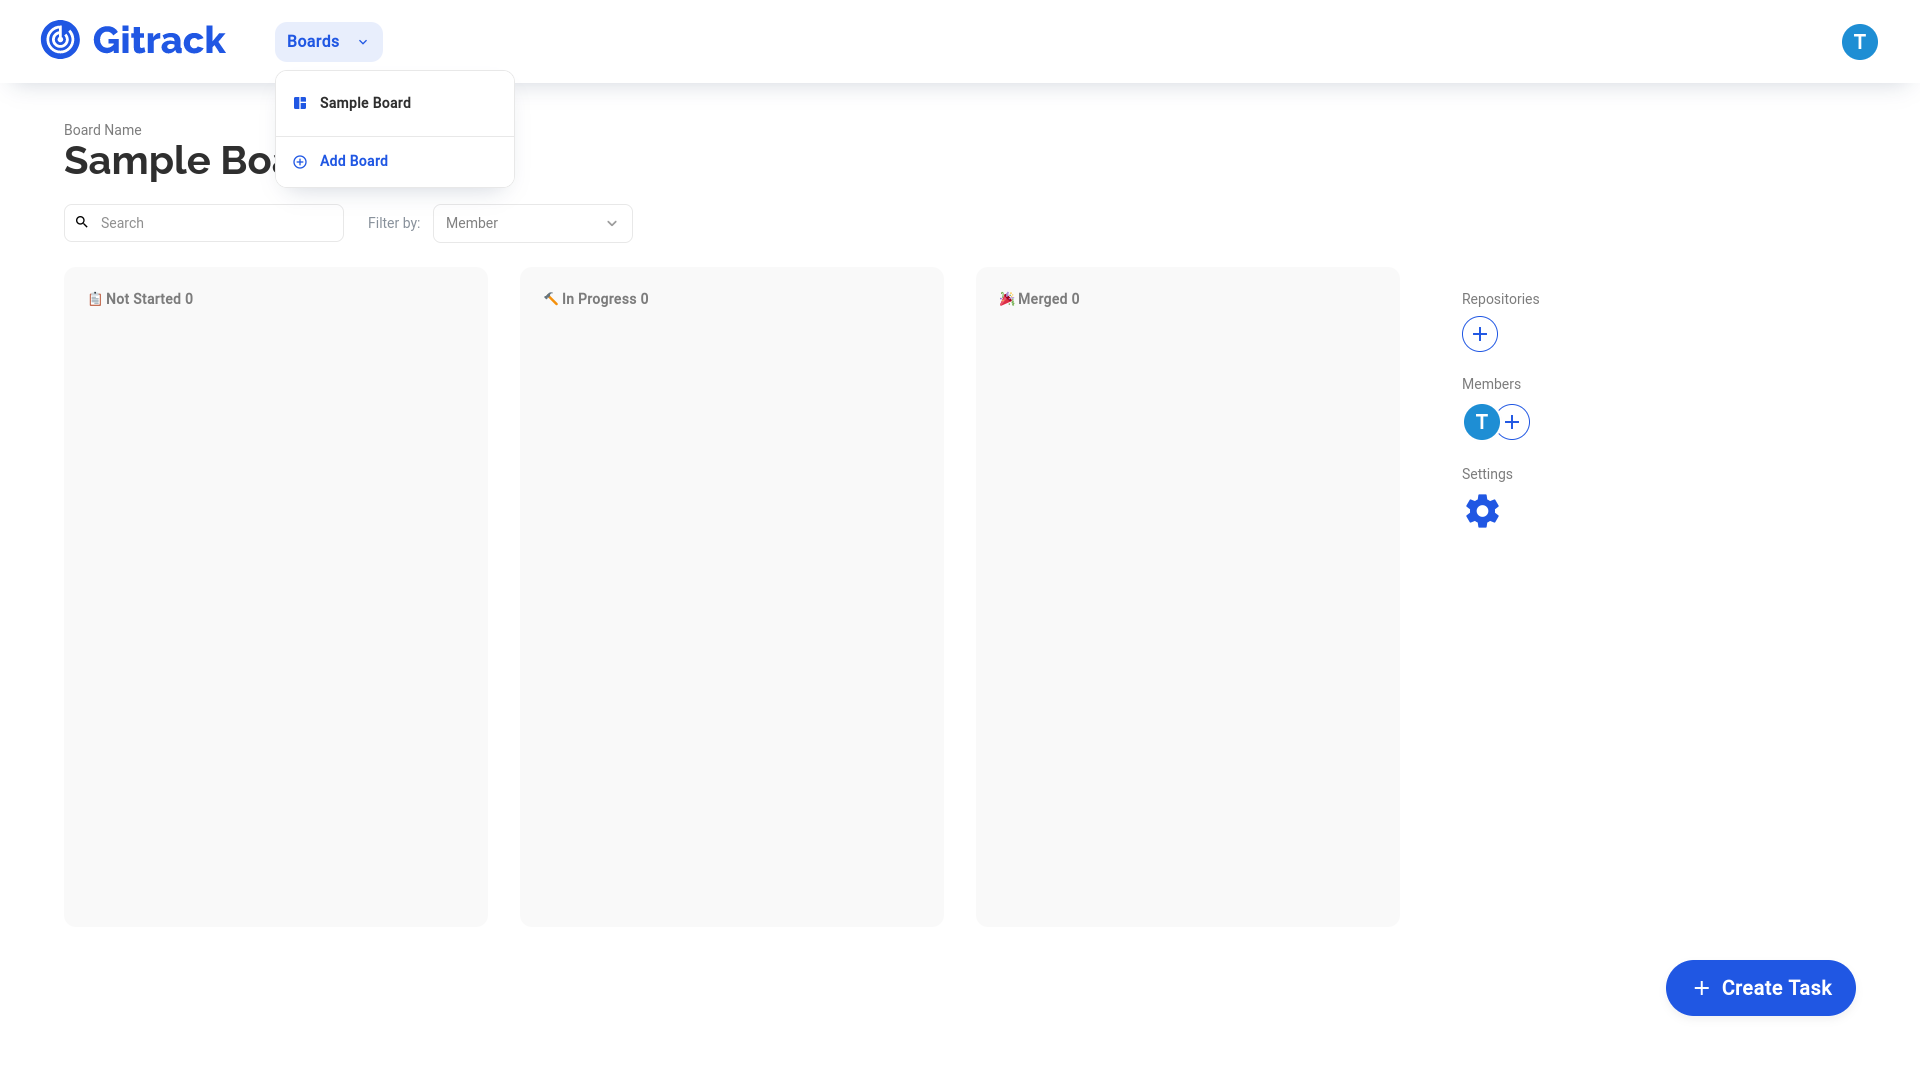 Gitrack
Boards
T
Sample Board
Add Board
Board Name
Sample Boa
Search
Filter by:
Member
Not Started 0
In Progress 0
Merged 0
Repositories
Members
T
Settings
Create Task